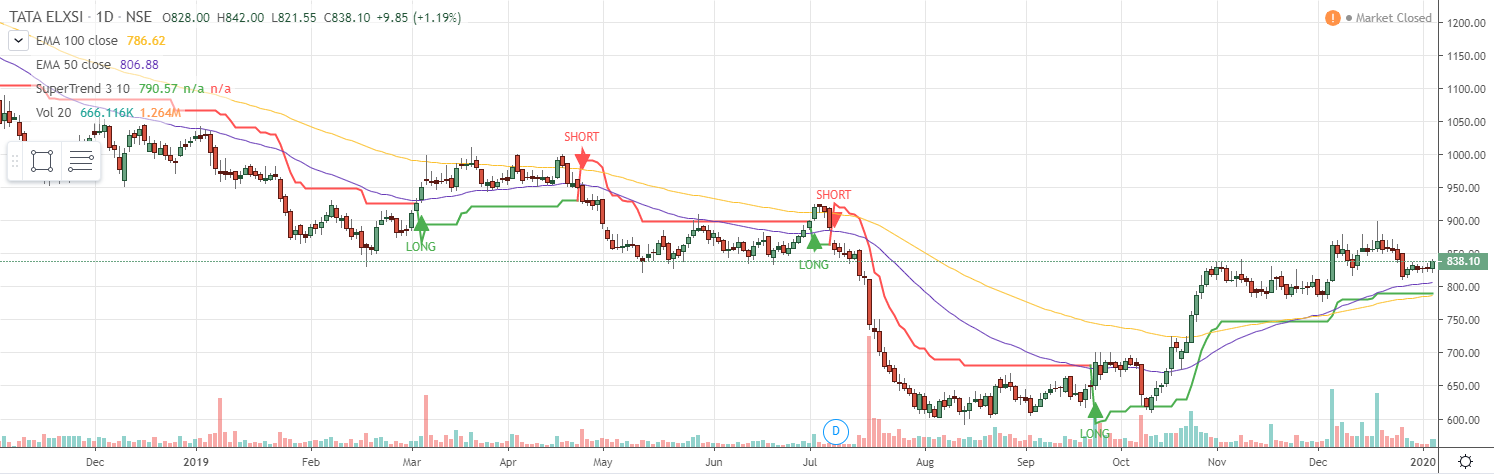 TATA ELXSI · 1D · NSE O828.00 H842.00 L821.55 C838.10 +9.85 (+1.19%)
! Market Closed
EMA 100 close 786.62
EMA 50 close 806.88
SuperTrend 3 10 790.57 n/a n/a
Vol 20 666.116K 1.264M
1200.00
1150.00
1100.00
1050.00
1000.00
950.00
900.00
850.00
838.10
800.00
750.00
700.00
650.00
600.00
SHORT
SHORT
LONG
LONG
LONG
D
Dec 2019 Feb Mar Apr May Jun Jul Aug Sep Oct Nov Dec 2020